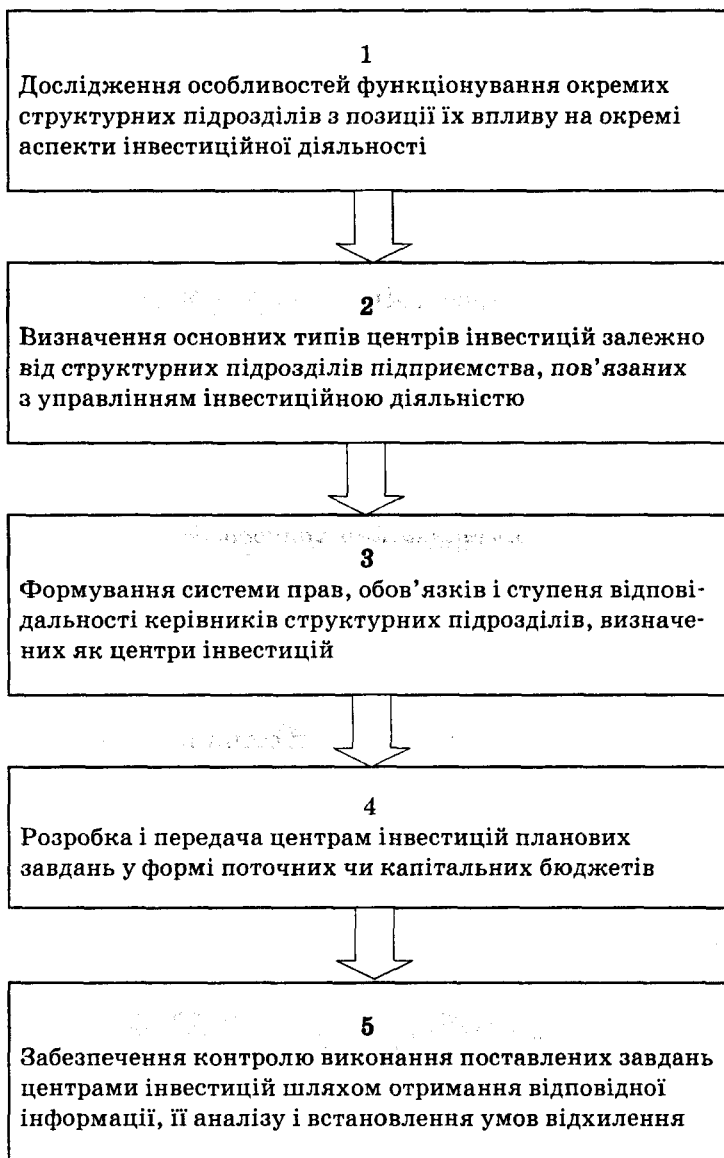 1
Дослідження особливостей функціонування окремих
структурних підрозділів з позиції їх впливу на окремі
аспекти інвестиційної діяльності
2
Визначення основних типів центрів інвестицій залежно
від структурних підрозділів підприємства, пов’язаних
з управлінням інвестиційною діяльністю
3
Формування системи прав, обов’язків і ступеня відпові-
дальності керівників структурних підрозділів, визначе-
них як центри інвестицій
4
Розробка і передача центрам інвестицій планових
завдань у формі поточних чи капітальних бюджетів
5
Забезпечення контролю виконання поставлених завдань
центрами інвестицій шляхом отримання відповідної
інформації, її аналізу і встановлення умов відхилення